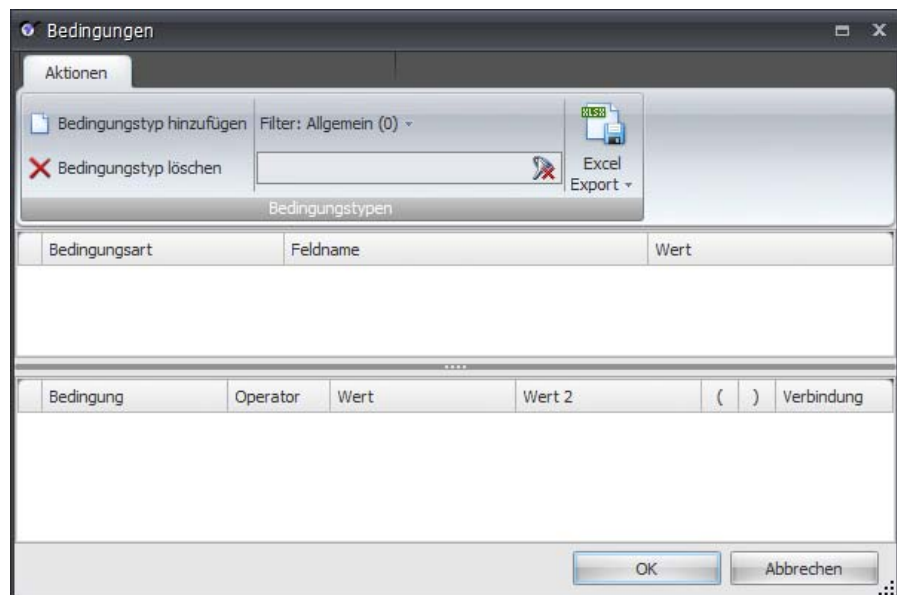 Bedingungen
Aktionen
Bedingungstyp hinzufügen
Filter: Allgemein (0)
Bedingungstyp löschen
XLSX
Excel
Export
Bedingungstypen
Bedingungsart Feldname Wert
Bedingung Operator Wert Wert 2 ( ) Verbindung
OK Abbrechen